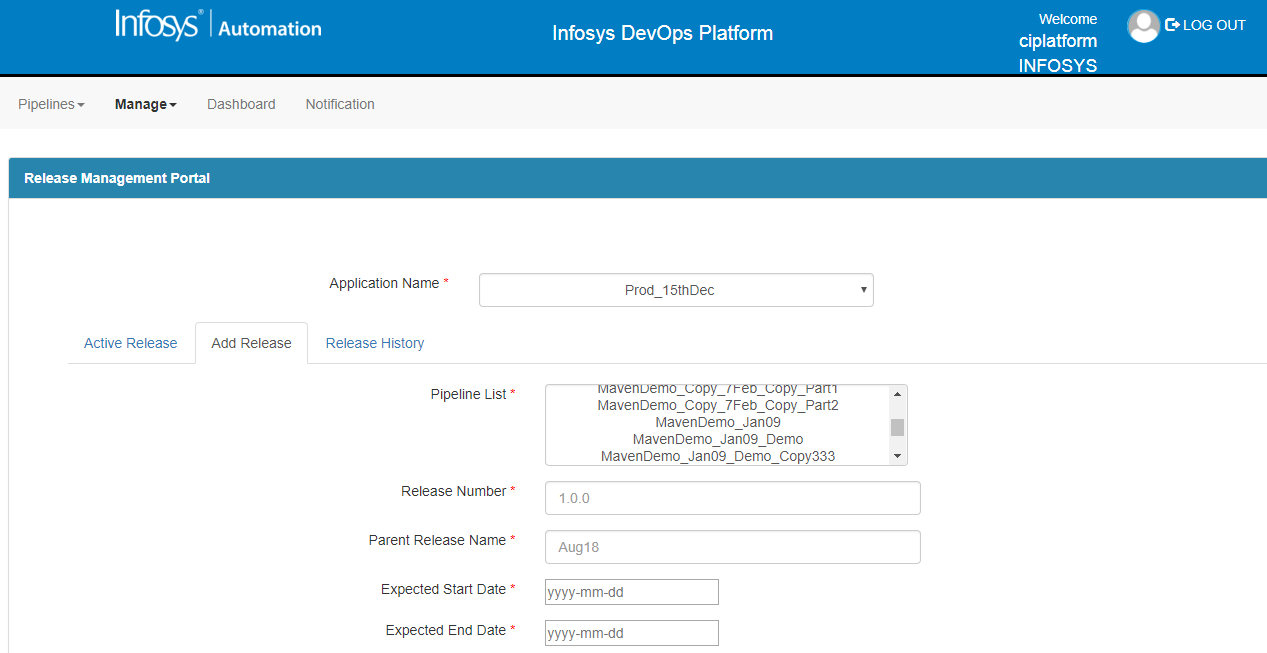 Infosys® | Automation
Infosys DevOps Platform
Welcome
ciplatform
INFOSYS
LOG OUT
Pipelines
Manage
Dashboard
Notification
Release Management Portal
Application Name *
Prod_15thDec
Active Release
Add Release
Release History
Pipeline List *
MavenDemo_Copy_7Feb_Copy_Part1
MavenDemo_Copy_7Feb_Copy_Part2
MavenDemo_Jan09
MavenDemo_Jan09_Demo
MavenDemo_Jan09_Demo_Copy333
Release Number *
1.0.0
Parent Release Name *
Aug18
Expected Start Date *
yyyy-mm-dd
Expected End Date *
yyyy-mm-dd